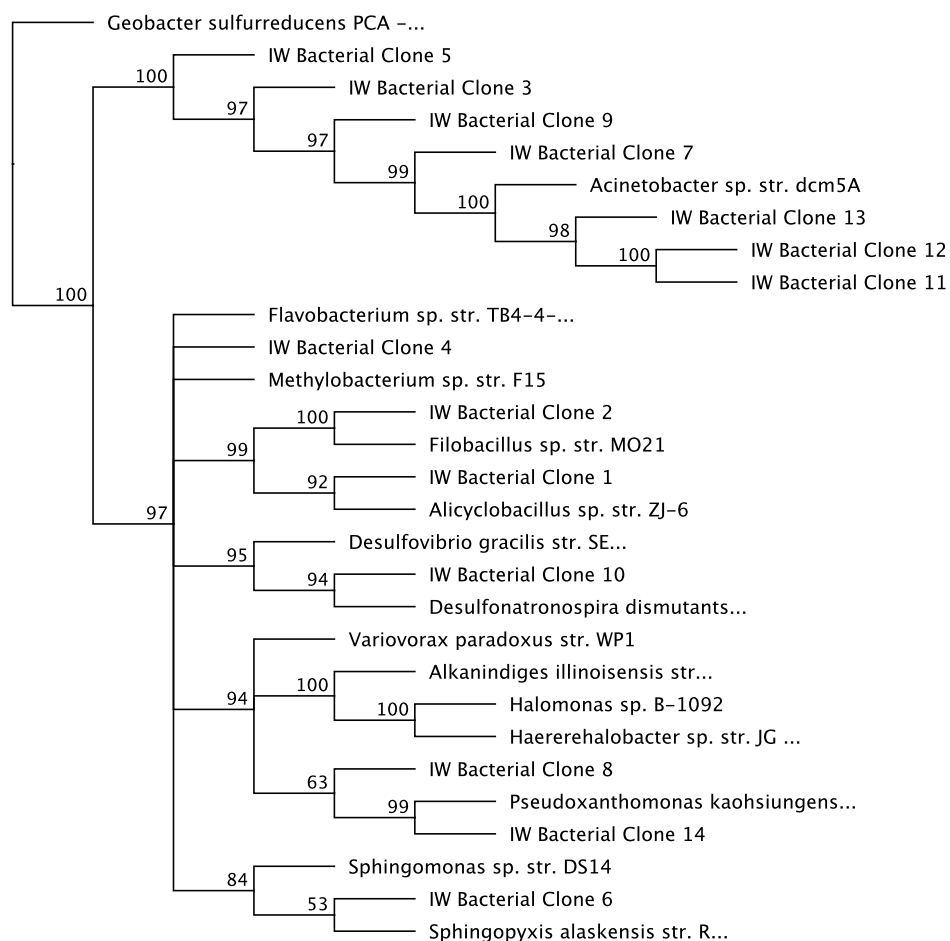 Geobacter sulfurreducens PCA –...
IW Bacterial Clone 5
100
IW Bacterial Clone 3
97
IW Bacterial Clone 9
97
IW Bacterial Clone 7
99
Acinetobacter sp. str. dcm5A
100
IW Bacterial Clone 13
98
IW Bacterial Clone 12
100
IW Bacterial Clone 11
100
Flavobacterium sp. str. TB4–4–...
IW Bacterial Clone 4
Methylobacterium sp. str. F15
IW Bacterial Clone 2
100
Filobacillus sp. str. MO21
99
IW Bacterial Clone 1
92
Alicyclobacillus sp. str. ZJ–6
97
Desulfovibrio gracilis str. SE...
95
IW Bacterial Clone 10
94
Desulfonatronospira dismutants...
Variovorax paradoxus str. WP1
Alkanindiges illinoisensis str...
100
94
Halomonas sp. B–1092
100
Haererehalobacter sp. str. JG ...
IW Bacterial Clone 8
63
Pseudoxanthomonas kaohsiungens...
99
IW Bacterial Clone 14
Sphingomonas sp. str. DS14
84
IW Bacterial Clone 6
53
Sphingopyxis alaskensis str. R...